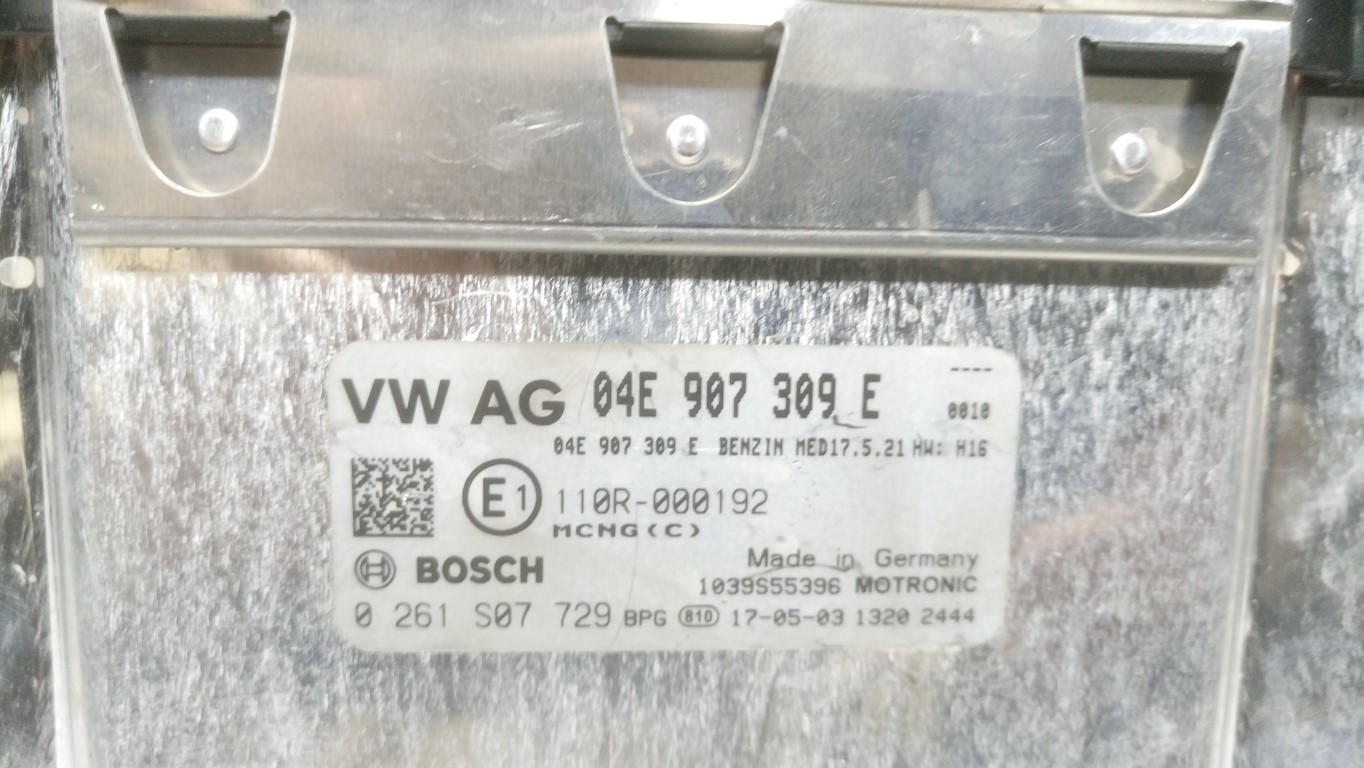 VW AG 04E 907 309 E ----
0010
04E 907 309 E BENZIN MED17.5.21 HW: H16
E1 110R-000192
MCNG(C)
BOSCH Made in Germany
1039S55396 MOTRONIC
0 261 S07 729 BPG 810 17-05-03 1320 2444